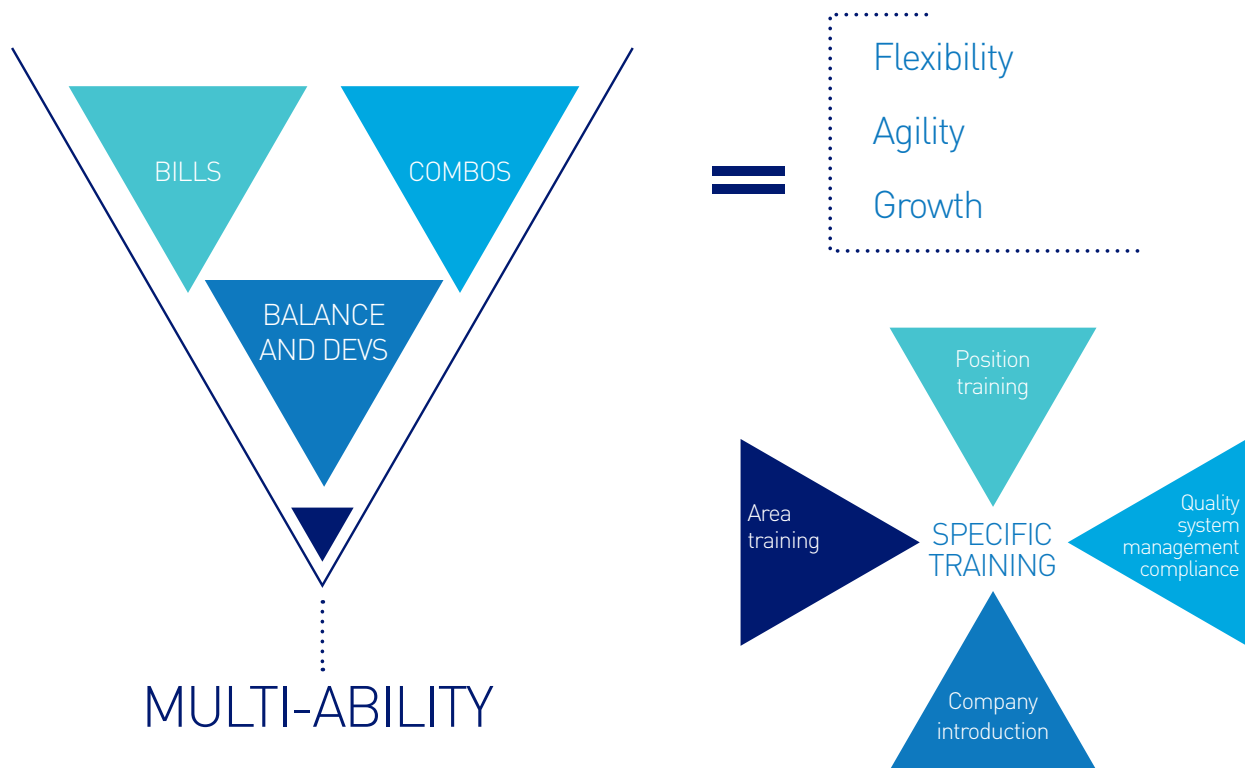 BILLS
COMBOS
BALANCE
AND DEVS
MULTI-ABILITY
=
Flexibility
Agility
Growth
Position
training
Area
training
SPECIFIC
TRAINING
Quality
system
management
compliance
Company
introduction